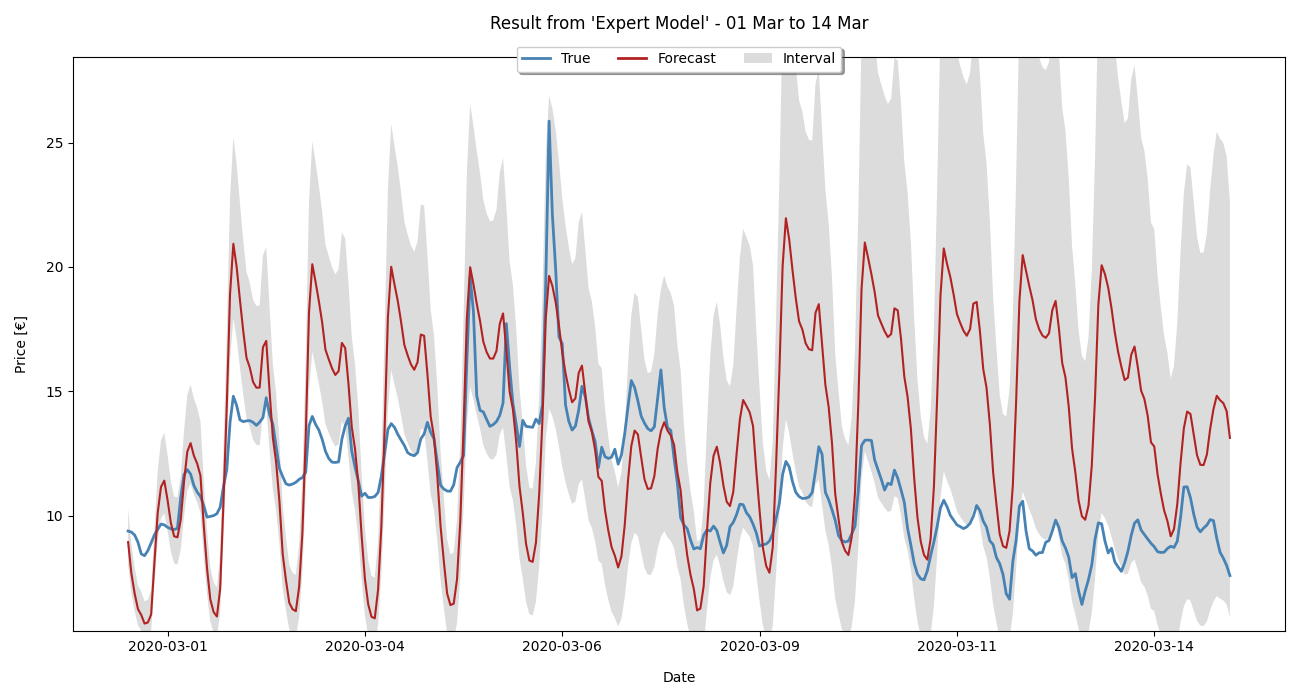 Result from 'Expert Model' - 01 Mar to 14 Mar
True Forecast Interval
25
20
15
10
Price [€]
2020-03-01 2020-03-04 2020-03-06 2020-03-09 2020-03-11 2020-03-14
Date